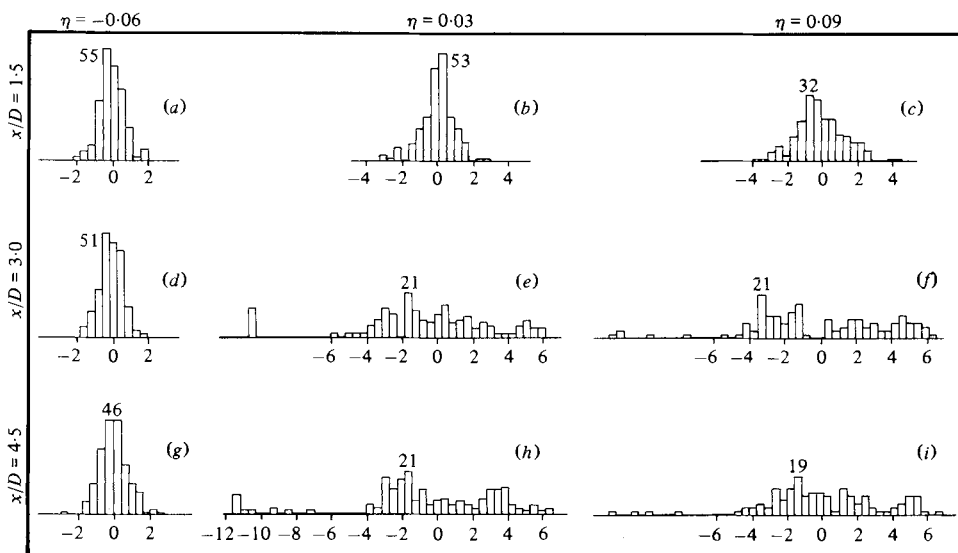 η = −0·06 η = 0·03 η = 0·09
x/D = 1·5
55 (a) 53 (b) 32 (c)
−2 0 2 −4 −2 0 2 4 −4 −2 0 2 4
x/D = 3·0
51 (d) 21 (e) 21 (f)
−2 0 2 −6 −4 −2 0 2 4 6 −6 −4 −2 0 2 4 6
x/D = 4·5
46 (g) 21 (h) 19 (i)
−2 0 2 −12 −10 −8 −6 −4 −2 0 2 4 6 −6 −4 −2 0 2 4 6